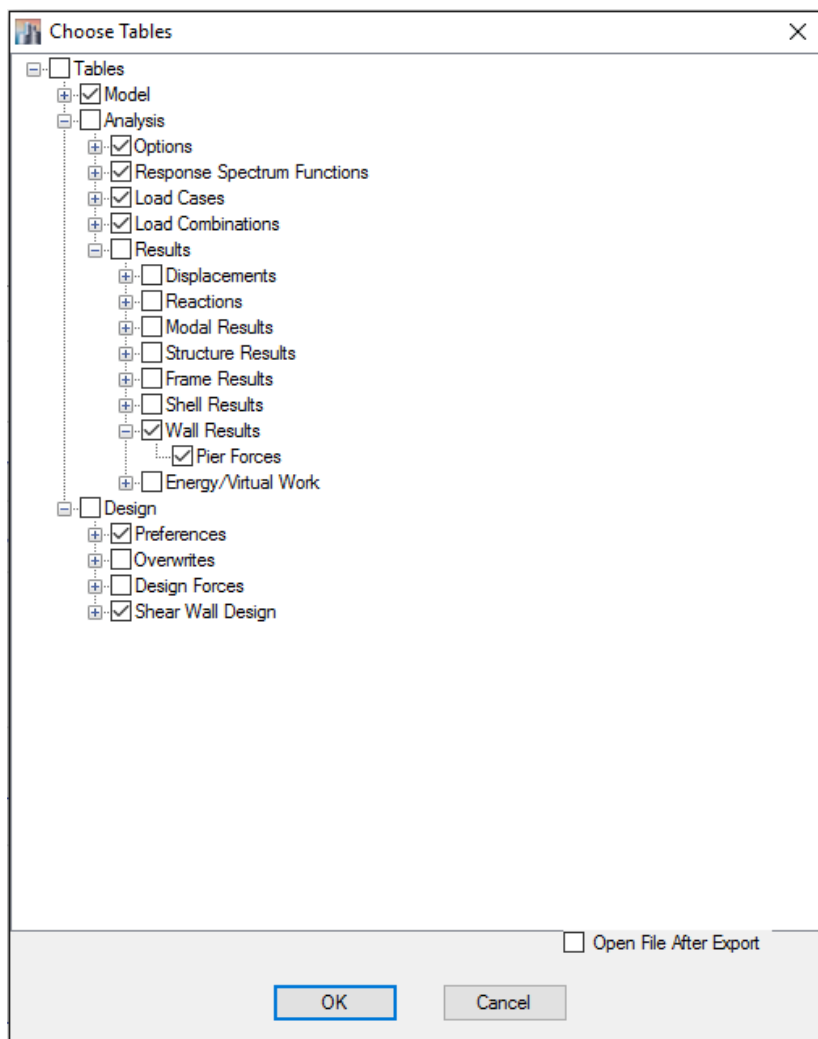 Choose Tables
Tables
Model
Analysis
Options
Response Spectrum Functions
Load Cases
Load Combinations
Results
Displacements
Reactions
Modal Results
Structure Results
Frame Results
Shell Results
Wall Results
Pier Forces
Energy/Virtual Work
Design
Preferences
Overwrites
Design Forces
Shear Wall Design
Open File After Export
OK Cancel